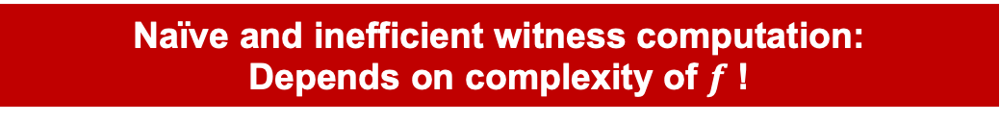 Naïve and inefficient witness computation:
Depends on complexity of f !